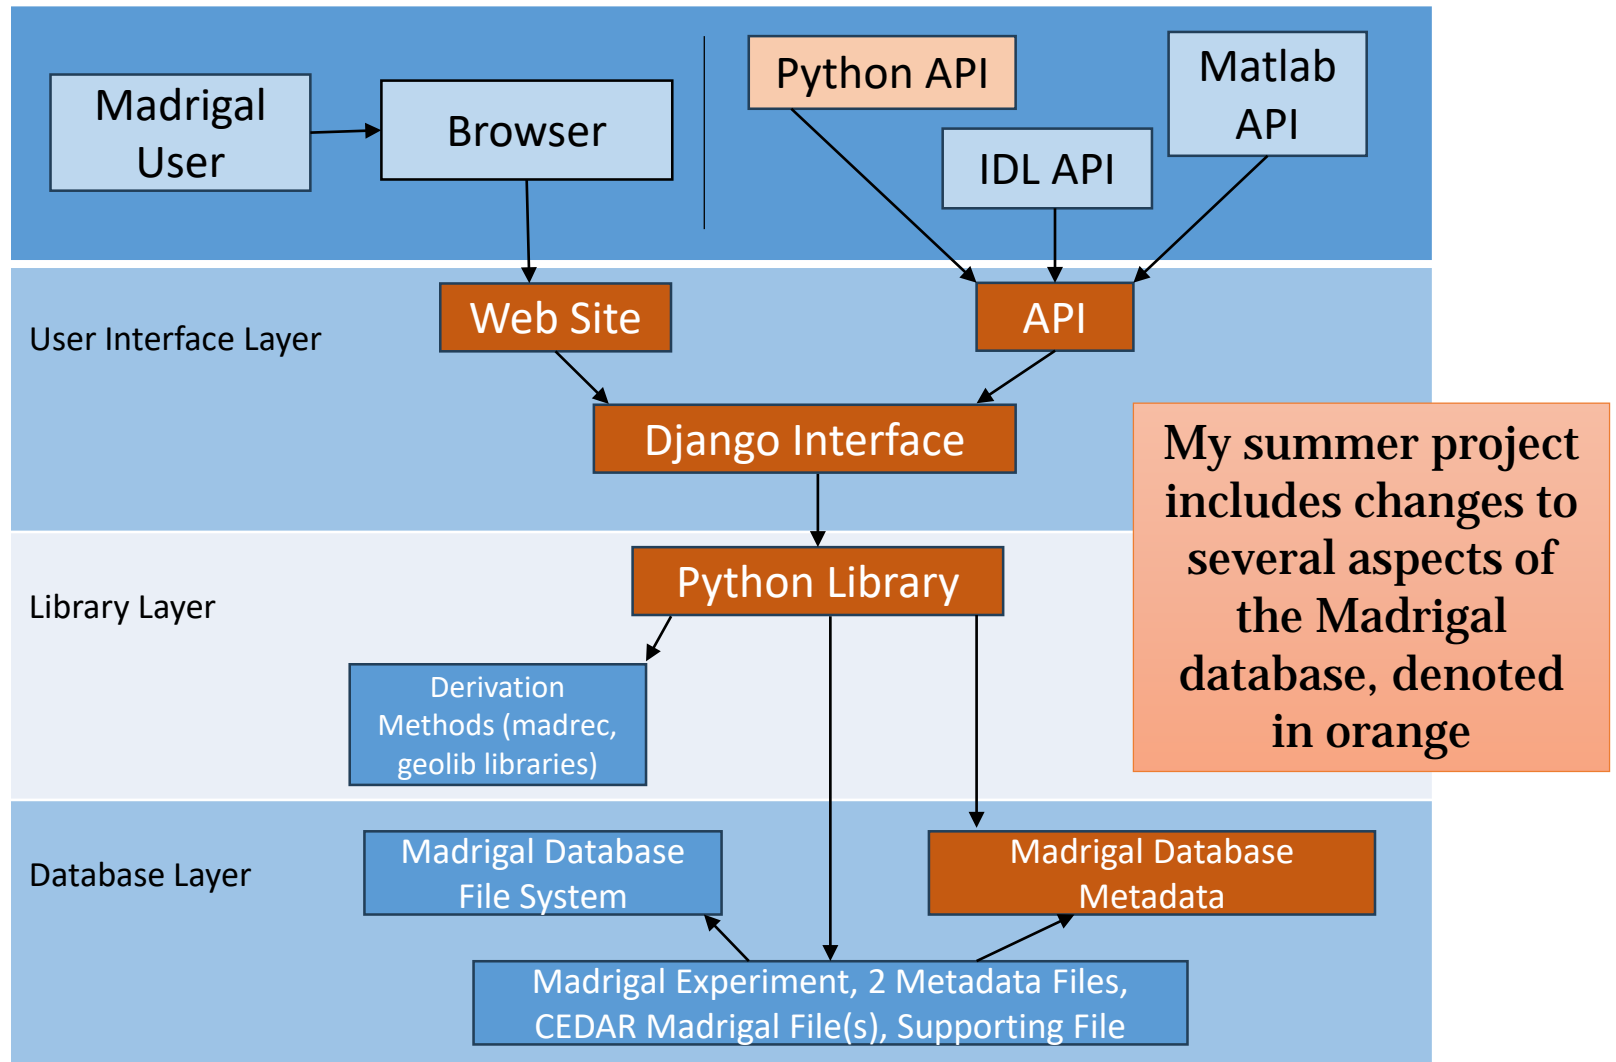 Madrigal
User
Browser
Python API
IDL API
Matlab
API
User Interface Layer
Web Site
API
Django Interface
My summer project
includes changes to
several aspects of
the Madrigal
database, denoted
in orange
Library Layer
Python Library
Derivation
Methods (madrec,
geolib libraries)
Database Layer
Madrigal Database
File System
Madrigal Database
Metadata
Madrigal Experiment, 2 Metadata Files,
CEDAR Madrigal File(s), Supporting File